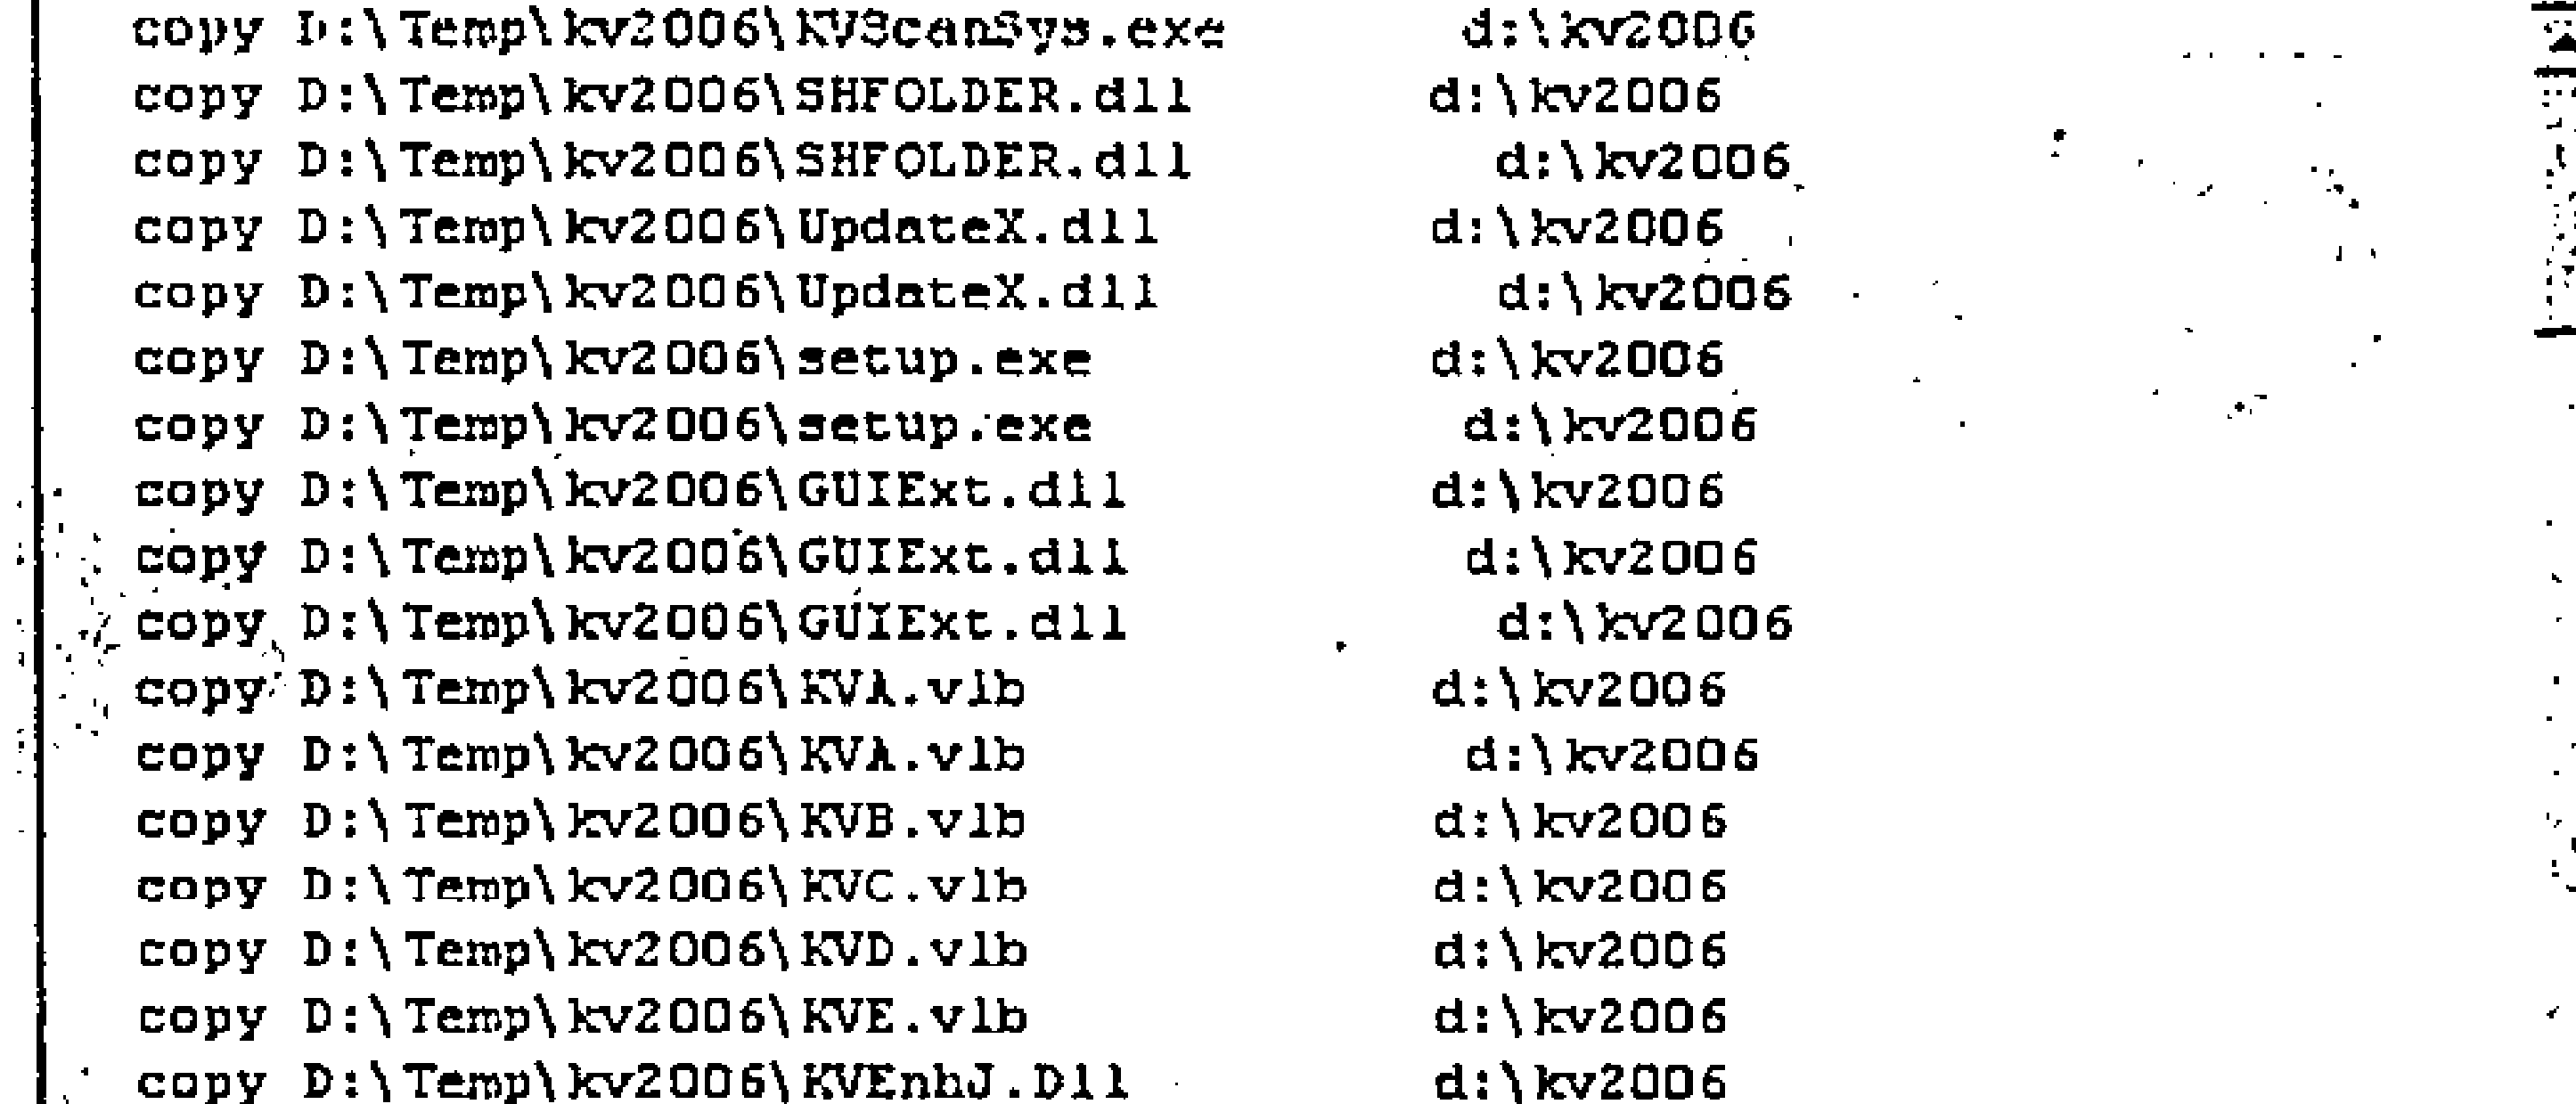 copy D:\Temp\kv2006\KVScanSys.exe d:\kv2006
copy D:\Temp\kv2006\SHFOLDER.dll d:\kv2006
copy D:\Temp\kv2006\SHFOLDER.dll d:\kv2006
copy D:\Temp\kv2006\UpdateX.dll d:\kv2006
copy D:\Temp\kv2006\UpdateX.dll d:\kv2006
copy D:\Temp\kv2006\setup.exe d:\kv2006
copy D:\Temp\kv2006\setup.exe d:\kv2006
copy D:\Temp\kv2006\GUIExt.dll d:\kv2006
copy D:\Temp\kv2006\GUIExt.dll d:\kv2006
copy D:\Temp\kv2006\GUIExt.dll d:\kv2006
copy D:\Temp\kv2006\KVA.vlb d:\kv2006
copy D:\Temp\kv2006\KVA.vlb d:\kv2006
copy D:\Temp\kv2006\KVB.vlb d:\kv2006
copy D:\Temp\kv2006\KVC.vlb d:\kv2006
copy D:\Temp\kv2006\KVD.vlb d:\kv2006
copy D:\Temp\kv2006\KVE.vlb d:\kv2006
copy D:\Temp\kv2006\KVEnhJ.Dll d:\kv2006